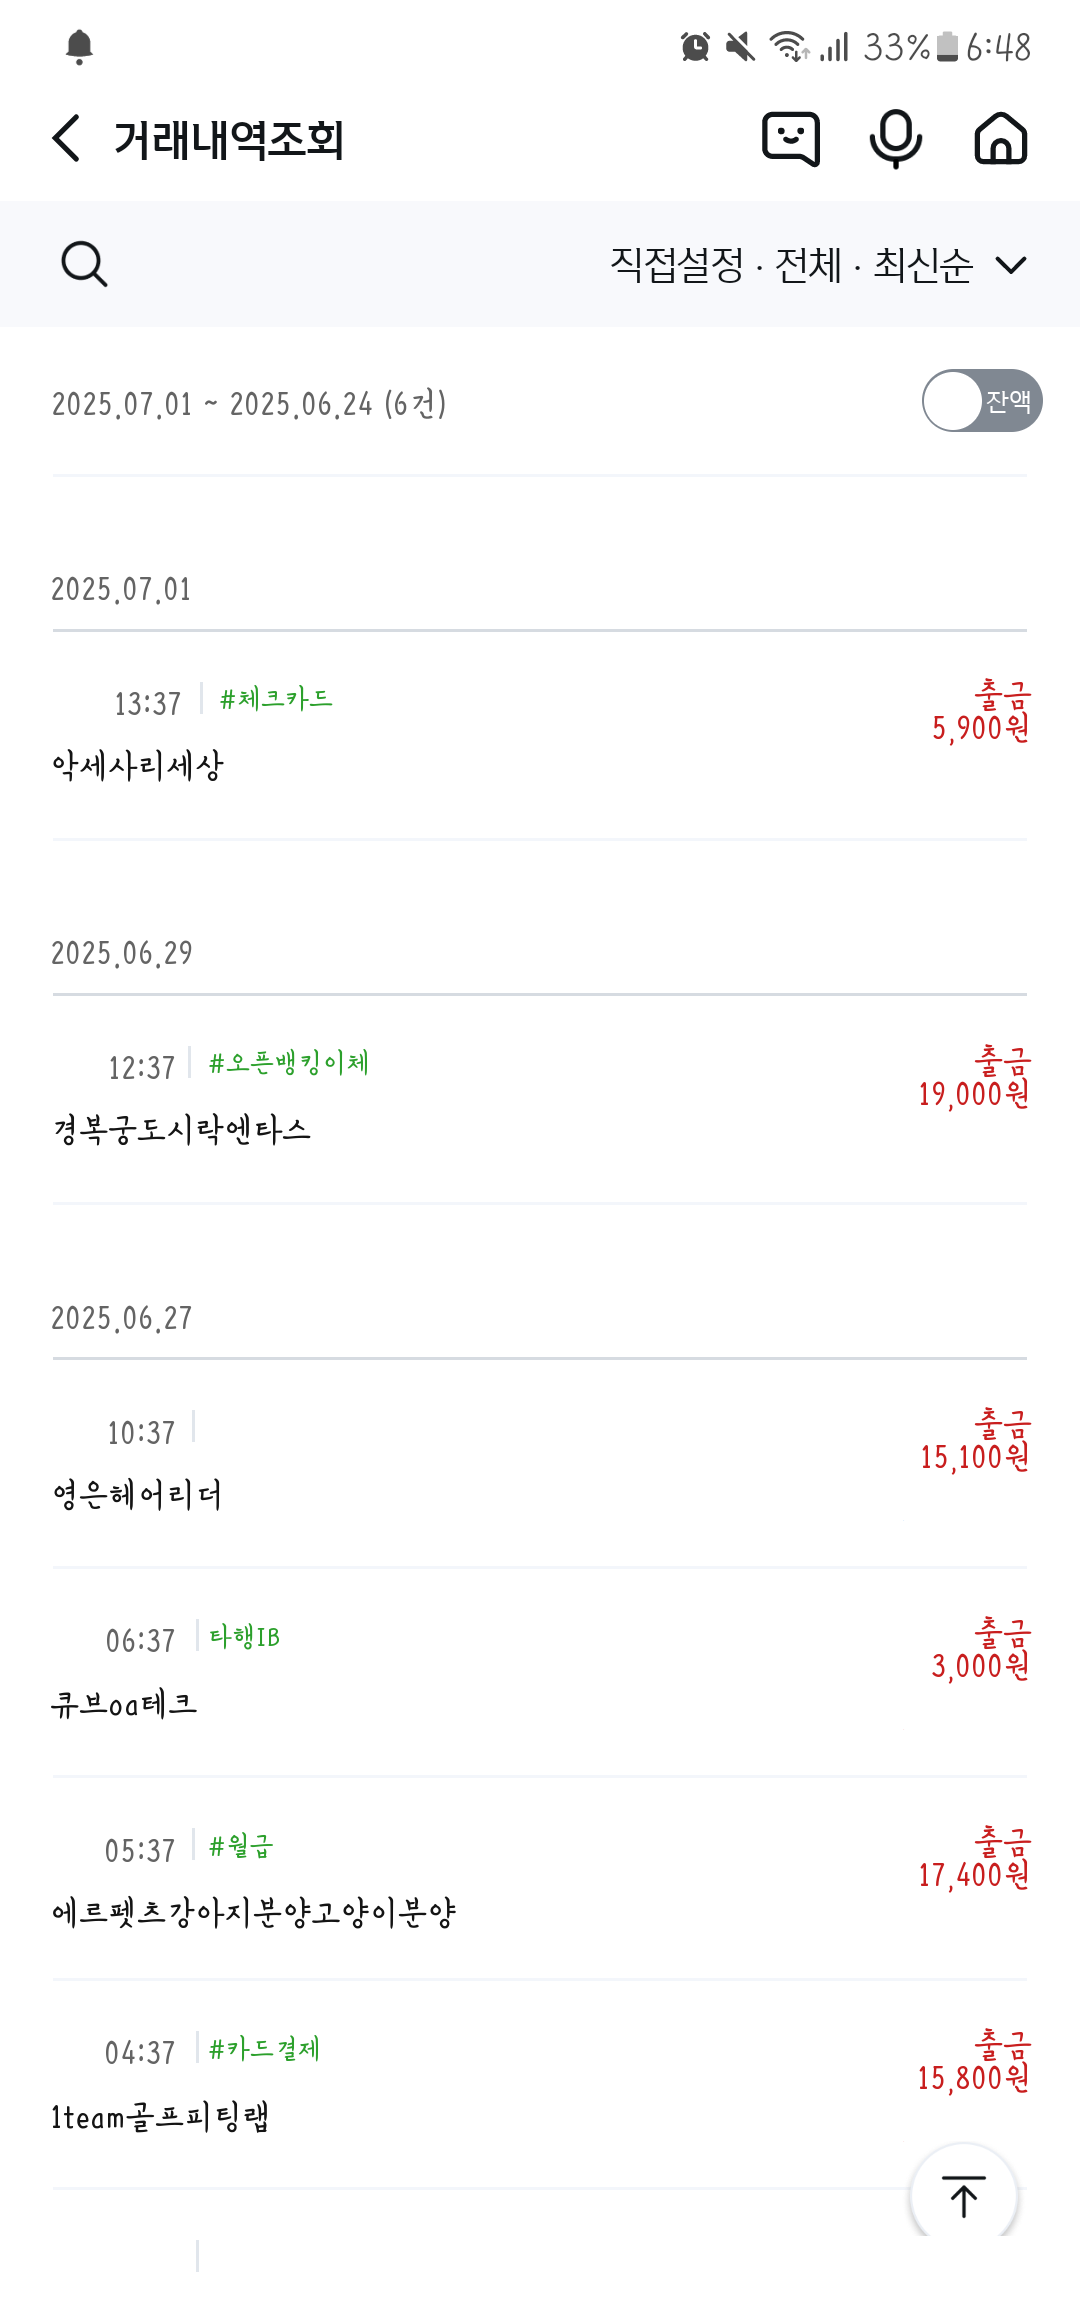 33% 6:48
거래내역조회
직접설정 · 전체 · 최신순
2025.07.01 ~ 2025.06.24 (6건)
잔액
2025.07.01
13:37 #체크카드
출금
5,900원
악세사리세상
2025.06.29
12:37 #오픈뱅킹이체
출금
19,000원
경복궁도시락엔타스
2025.06.27
10:37
출금
15,100원
영은헤어리더
06:37 타행IB
출금
3,000원
큐브oa테크
05:37 #월급
출금
17,400원
에르펫츠강아지분양고양이분양
04:37 #카드결제
출금
15,800원
1team골프피팅랩